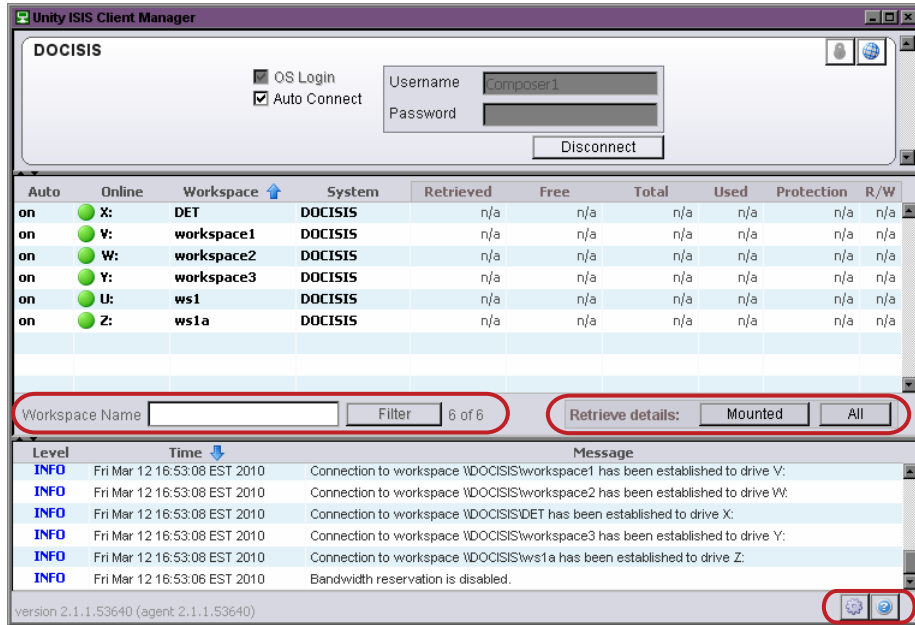 Unity ISIS Client Manager
DOCISIS
OS Login
Auto Connect
Username Composer1
Password
Disconnect
Auto Online Workspace System Retrieved Free Total Used Protection R/W
on X: DET DOCISIS n/a n/a n/a n/a n/a n/a
on V: workspace1 DOCISIS n/a n/a n/a n/a n/a n/a
on W: workspace2 DOCISIS n/a n/a n/a n/a n/a n/a
on Y: workspace3 DOCISIS n/a n/a n/a n/a n/a n/a
on U: ws1 DOCISIS n/a n/a n/a n/a n/a n/a
on Z: ws1a DOCISIS n/a n/a n/a n/a n/a n/a
Workspace Name Filter 6 of 6 Retrieve details: Mounted All
Level Time Message
INFO Fri Mar 12 16:53:08 EST 2010 Connection to workspace \\DOCISIS\workspace1 has been established to drive V:
INFO Fri Mar 12 16:53:08 EST 2010 Connection to workspace \\DOCISIS\workspace2 has been established to drive W:
INFO Fri Mar 12 16:53:08 EST 2010 Connection to workspace \\DOCISIS\DET has been established to drive X:
INFO Fri Mar 12 16:53:08 EST 2010 Connection to workspace \\DOCISIS\workspace3 has been established to drive Y:
INFO Fri Mar 12 16:53:08 EST 2010 Connection to workspace \\DOCISIS\ws1a has been established to drive Z:
INFO Fri Mar 12 16:53:06 EST 2010 Bandwidth reservation is disabled.
version 2.1.1.53640 (agent 2.1.1.53640)